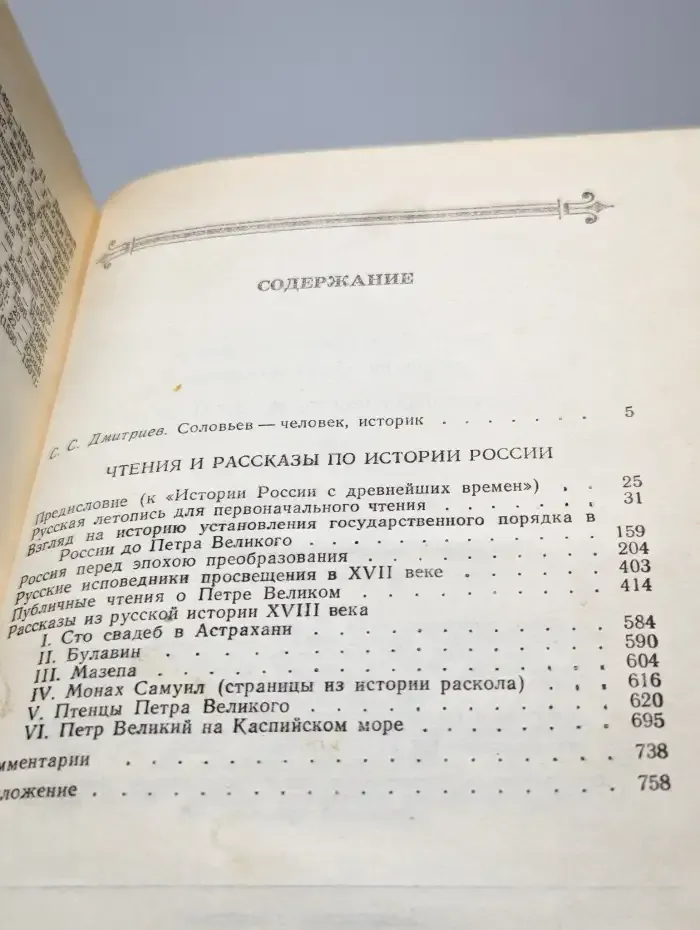 СОДЕРЖАНИЕ
С. С. Дмитриев. Соловьев — человек, историк . . . . . . . 5
ЧТЕНИЯ И РАССКАЗЫ ПО ИСТОРИИ РОССИИ
Предисловие (к «Истории России с древнейших времен») . . 25
Русская летопись для первоначального чтения . . . . . . 31
Взгляд на историю установления государственного порядка в
России до Петра Великого . . . . . . . . . . . 159
Россия перед эпохою преобразования . . . . . . . . . 204
Русские исповедники просвещения в XVII веке . . . . . . 403
Публичные чтения о Петре Великом . . . . . . . . . 414
Рассказы из русской истории XVIII века
I. Сто свадеб в Астрахани . . . . . . . . . . . 584
II. Булавин . . . . . . . . . . . . . . . . 590
III. Мазепа . . . . . . . . . . . . . . . . 604
IV. Монах Самуил (страницы из истории раскола) . . . 616
V. Птенцы Петра Великого . . . . . . . . . . . 620
VI. Петр Великий на Каспийском море . . . . . . . 695
мментарии . . . . . . . . . . . . . . . . . 738
ложение . . . . . . . . . . . . . . . . . . 758